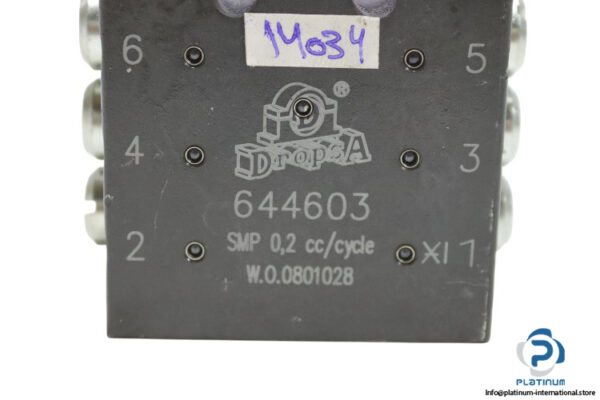 14034
6
5
®
DropsA
4
3
644603
2
SMP 0,2 cc/cycle
1
W.O.0801028
PLATINUM
Info@platinum-international.store